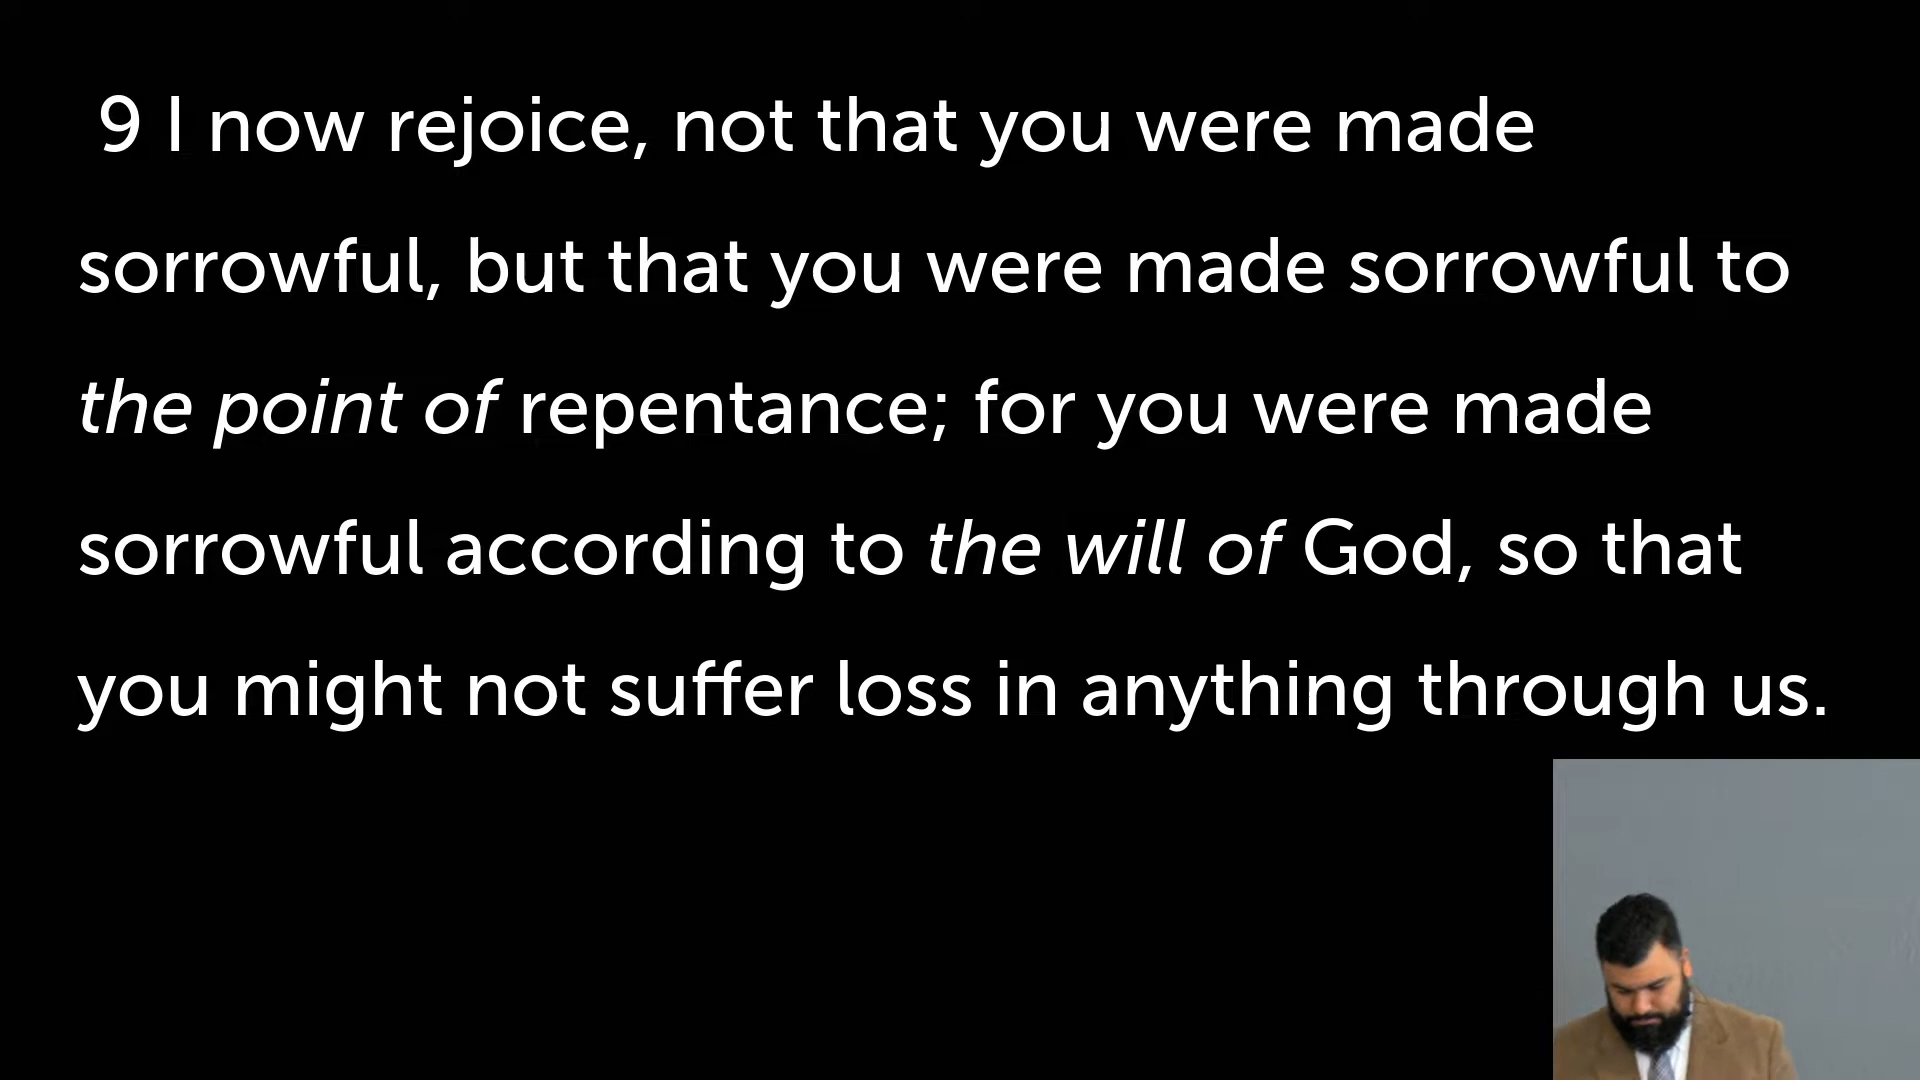 9 I now rejoice, not that you were made
sorrowful, but that you were made sorrowful to
the point of repentance; for you were made
sorrowful according to the will of God, so that
you might not suffer loss in anything through us.